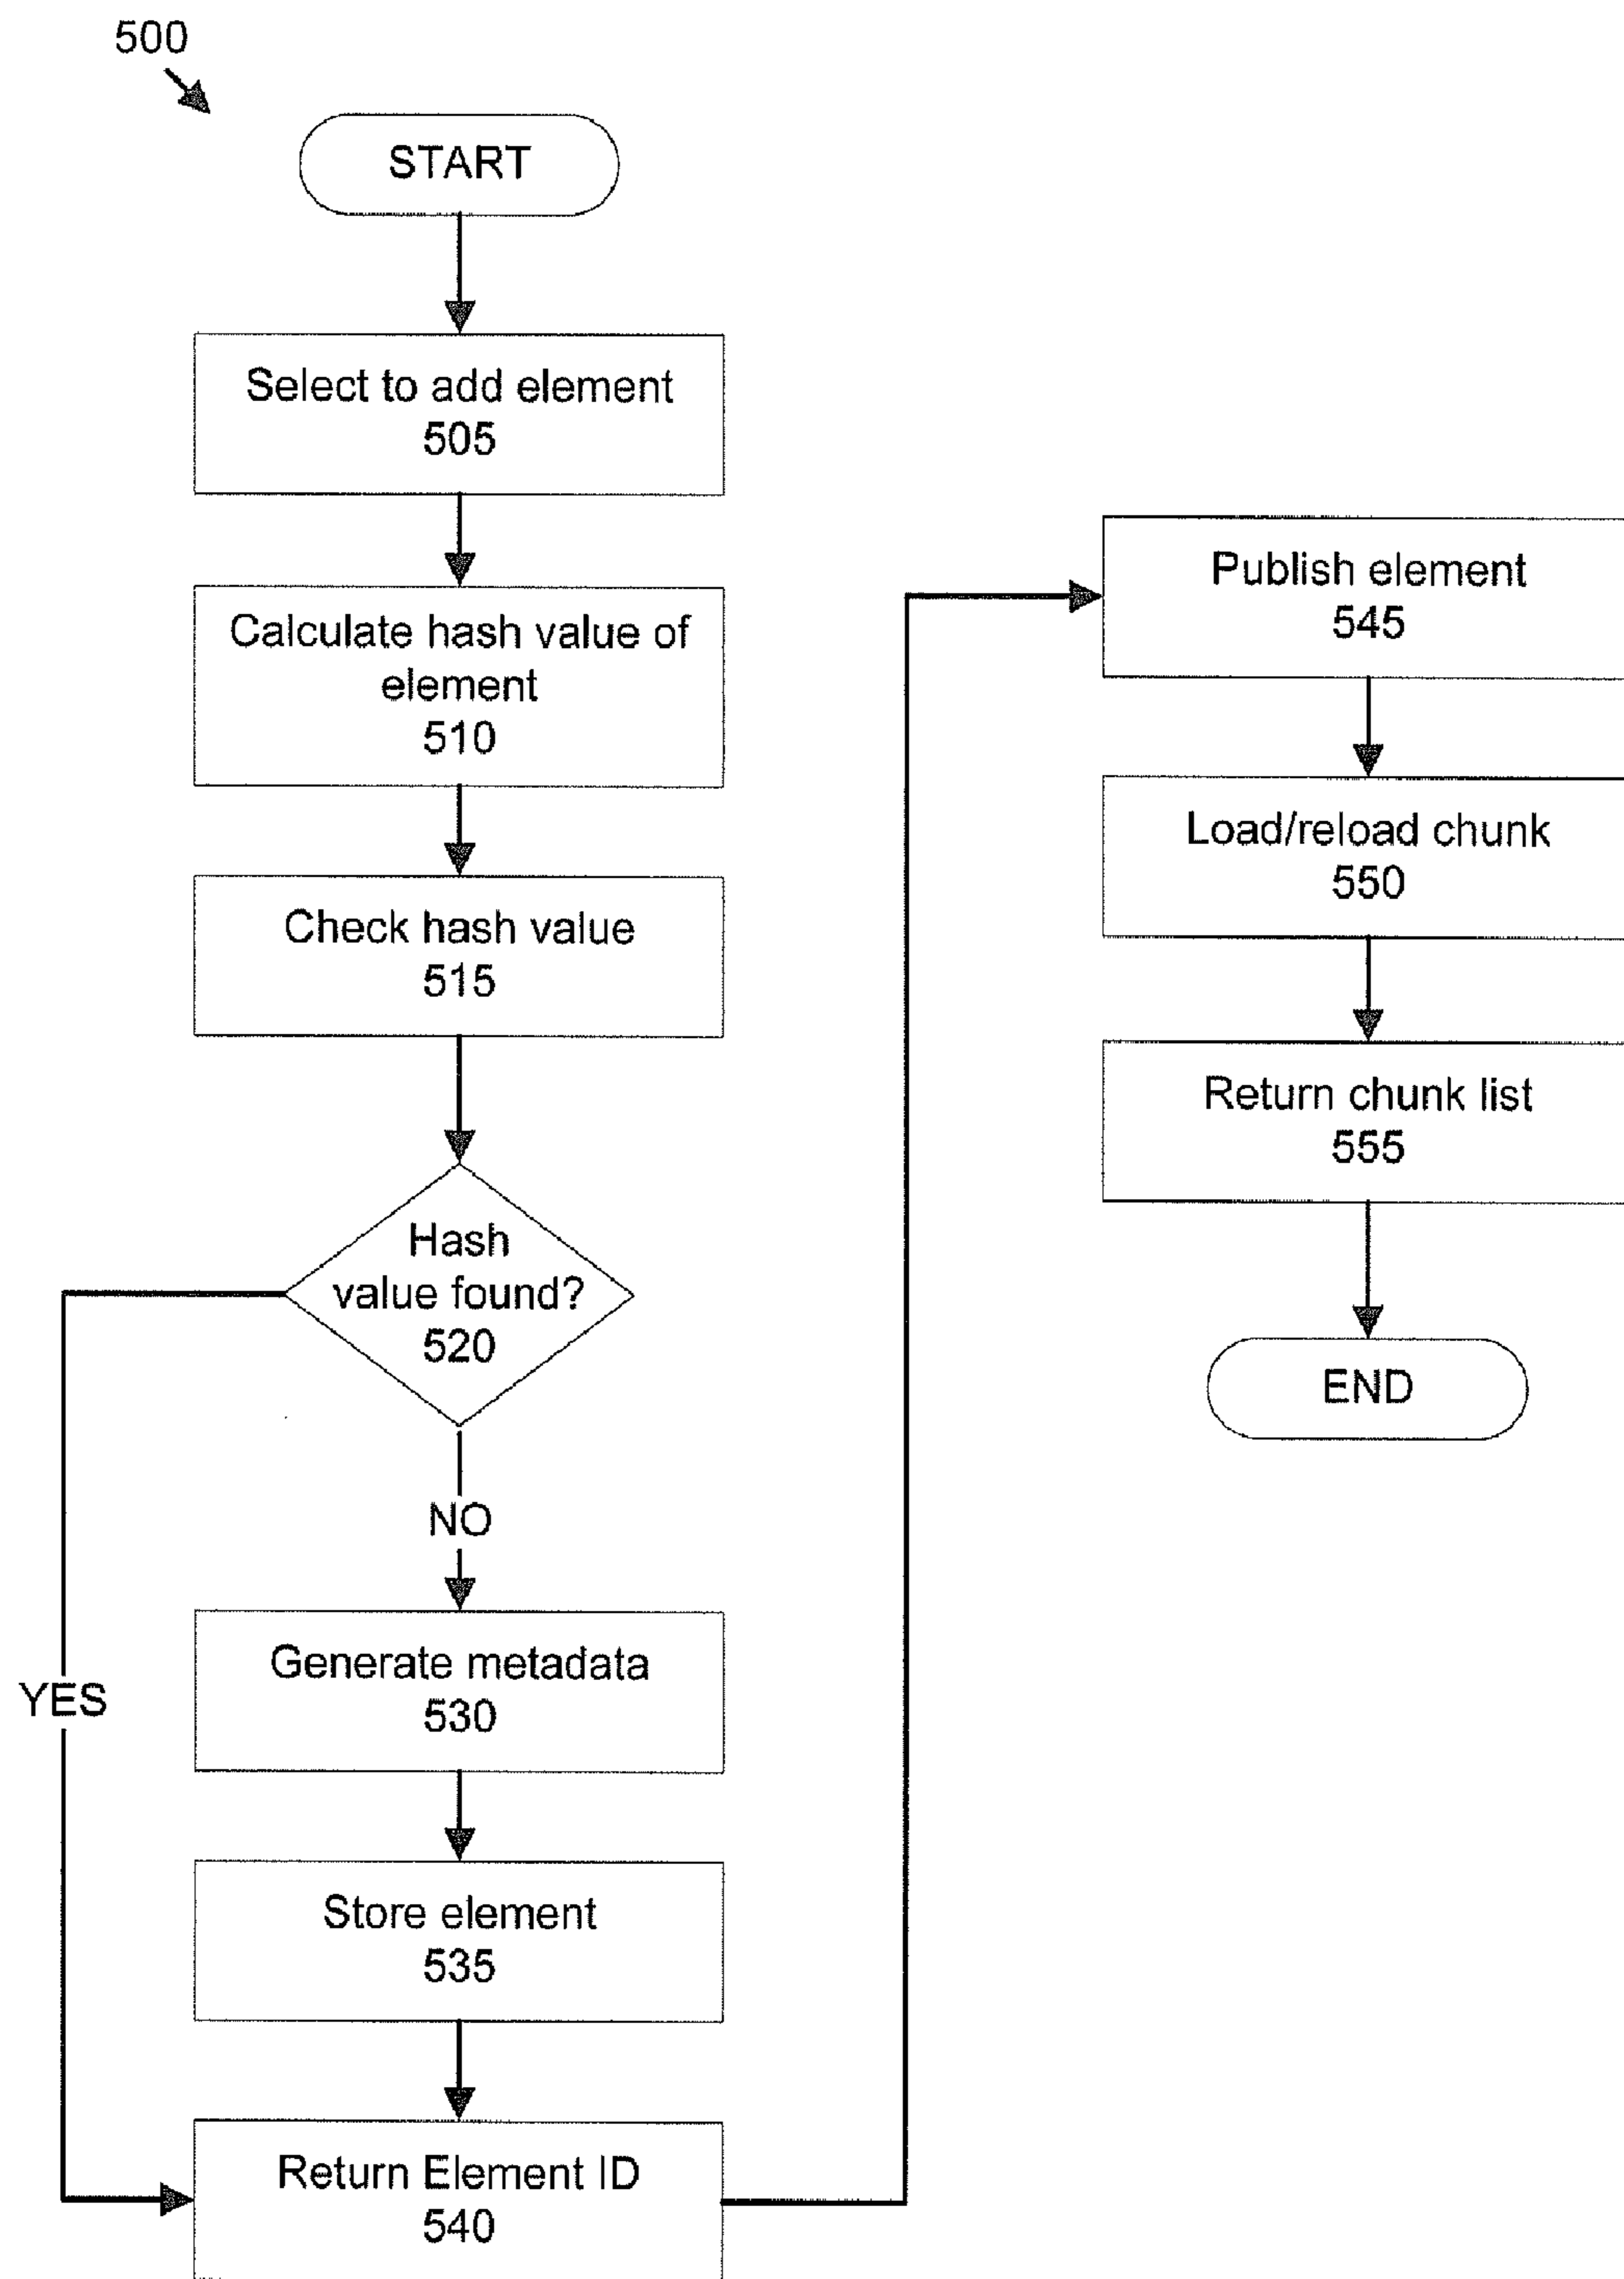 500
START
Select to add element
505
Calculate hash value of
element
510
Check hash value
515
Hash
value found?
520
NO
YES
Generate metadata
530
Store element
535
Return Element ID
540
Publish element
545
Load/reload chunk
550
Return chunk list
555
END